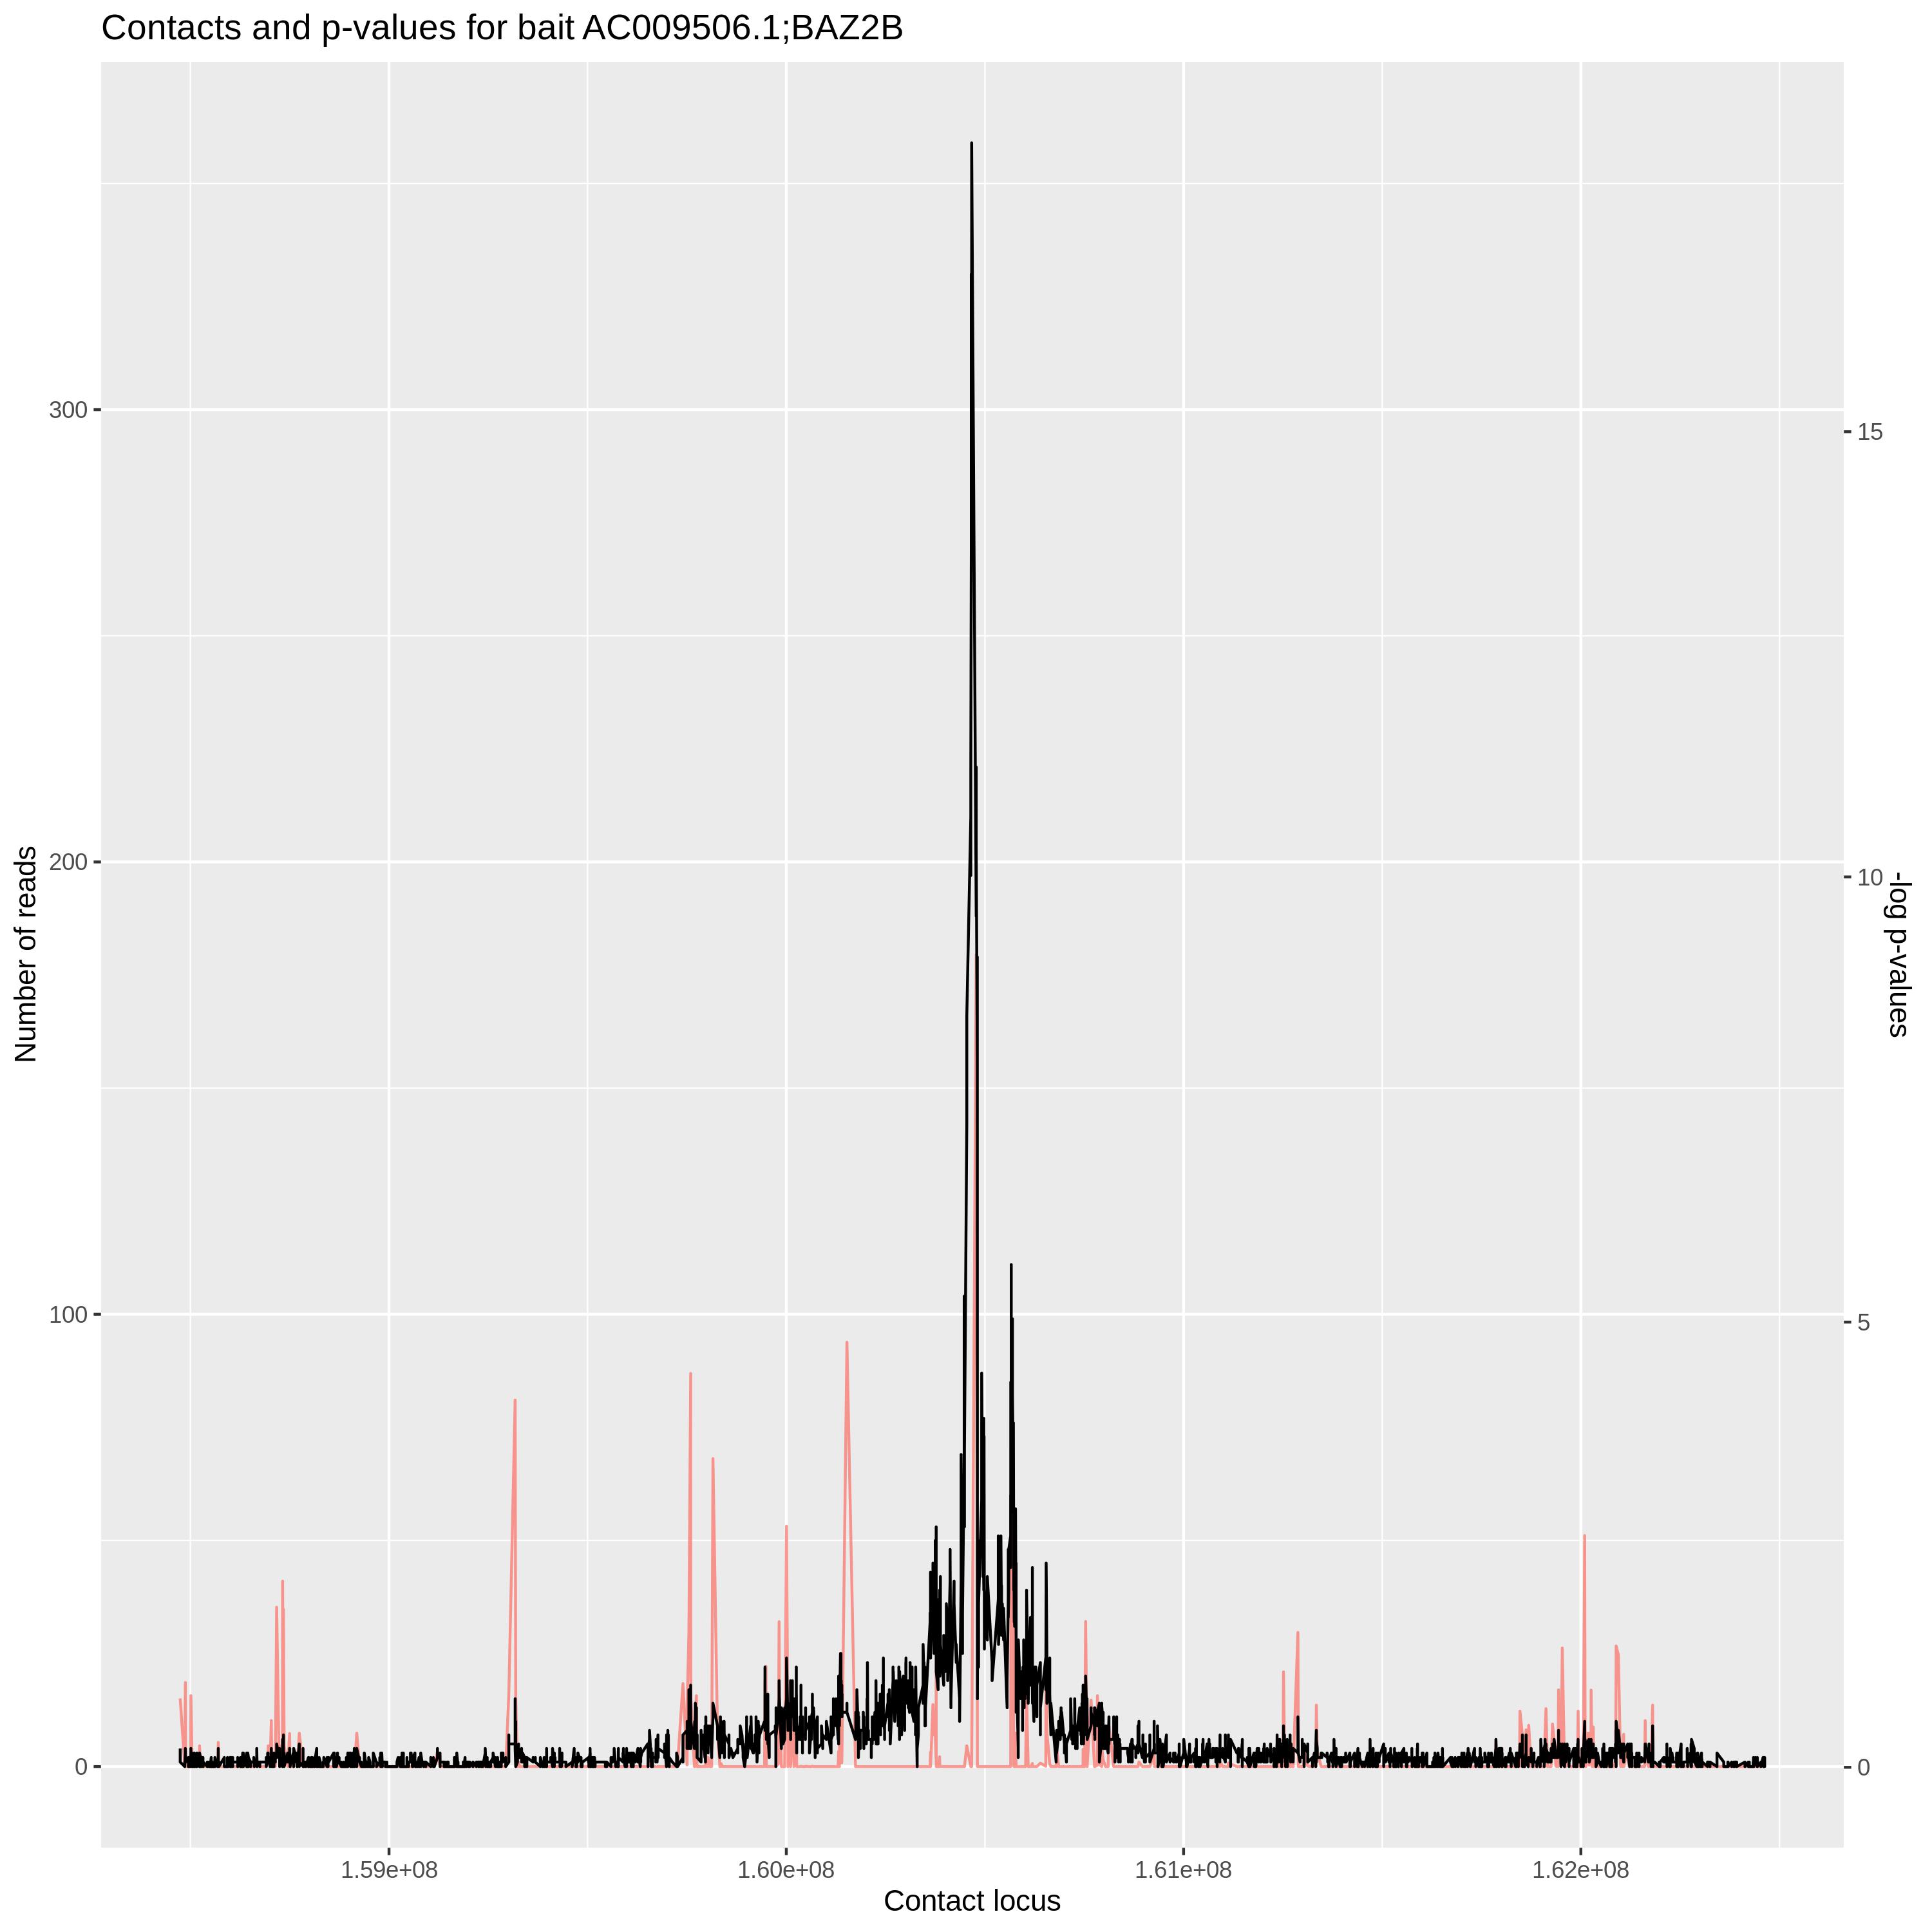 Contacts and p-values for bait AC009506.1;BAZ2B
300
200
100
0
15
10
5
0
Number of reads
-log p-values
1.59e+08
1.60e+08
1.61e+08
1.62e+08
Contact locus